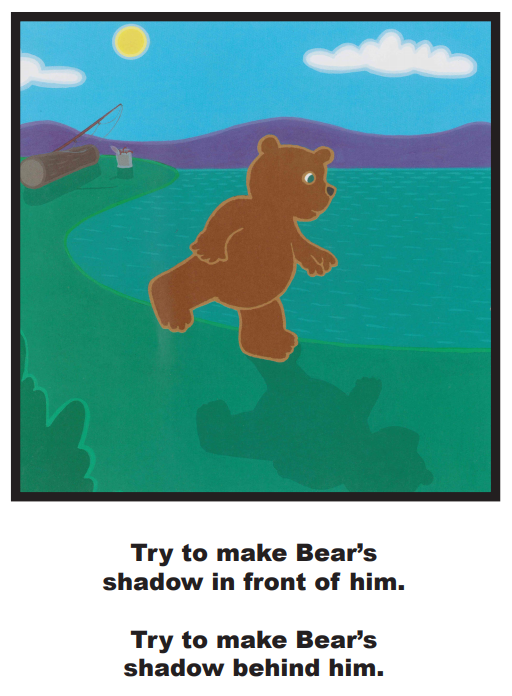 Try to make Bear's
shadow in front of him.
Try to make Bear's
shadow behind him.